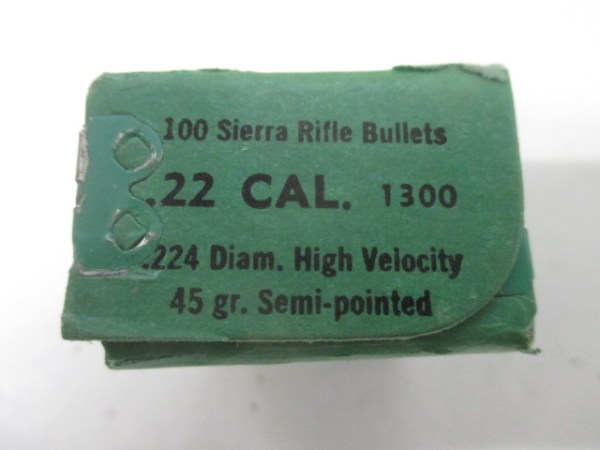 100 Sierra Rifle Bullets
.22 CAL. 1300
.224 Diam. High Velocity
45 gr. Semi-pointed